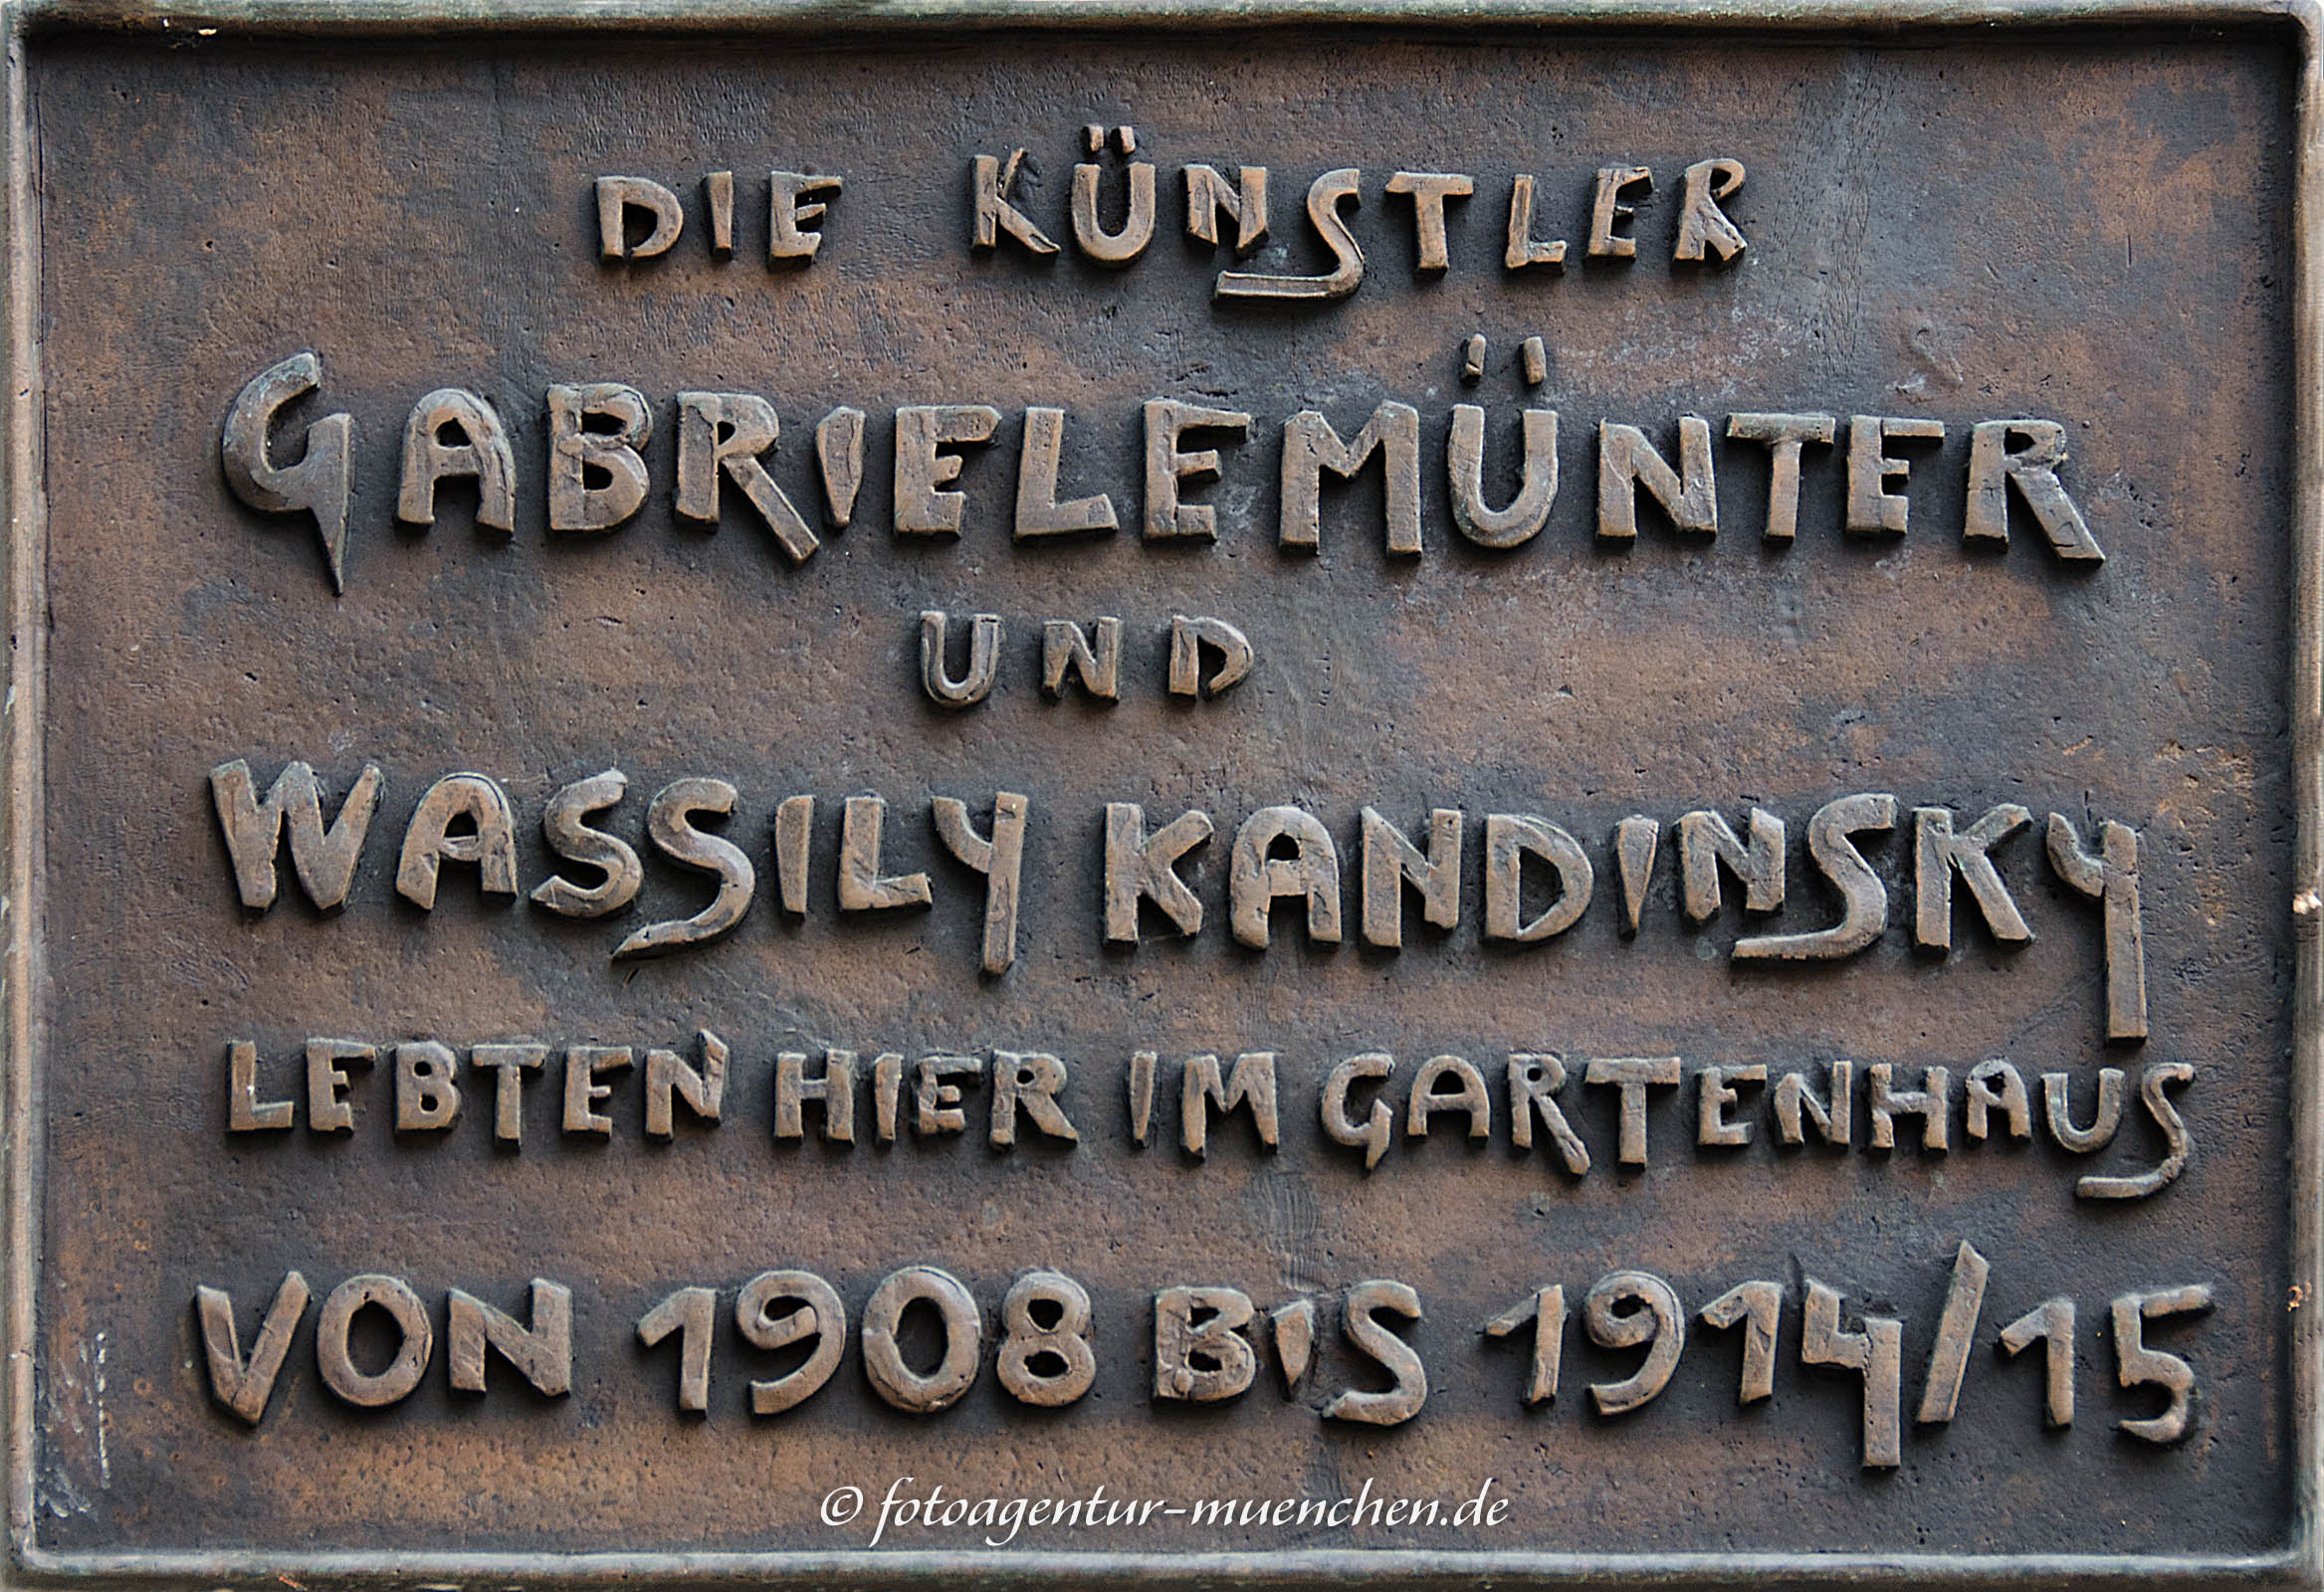 DIE KÜNSTLER
GABRIELE MÜNTER
UND
WASSILY KANDINSKY
LEBTEN HIER IM GARTENHAUS
VON 1908 BIS 1914/15
© fotoagentur-muenchen.de